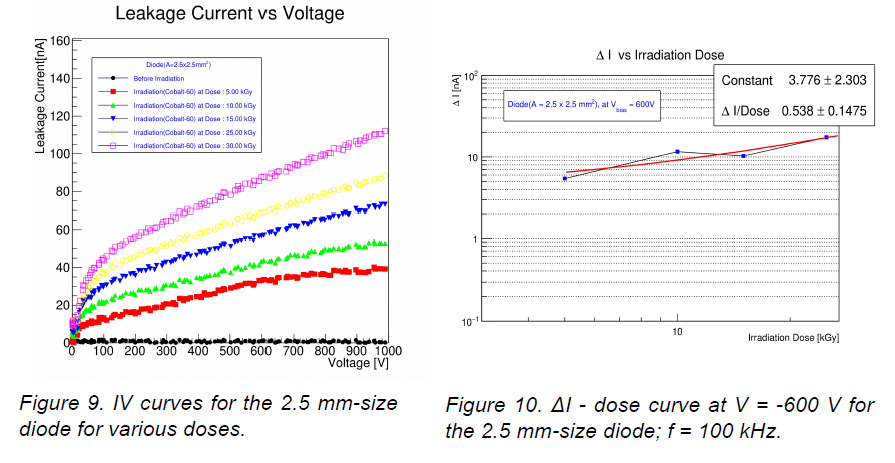 Leakage Current vs Voltage
Leakage Current[nA]
160
140
120
100
80
60
40
20
0
Diode(A=2.5x2.5mm²)
Before Irradiation
Irradiation(Cobalt-60) at Dose : 5.00 kGy
Irradiation(Cobalt-60) at Dose : 10.00 kGy
Irradiation(Cobalt-60) at Dose : 15.00 kGy
Irradiation(Cobalt-60) at Dose : 25.00 kGy
Irradiation(Cobalt-60) at Dose : 30.00 kGy
0 100 200 300 400 500 600 700 800 900 1000
Voltage [V]
Figure 9. IV curves for the 2.5 mm-size
diode for various doses.
Δ I vs Irradiation Dose
Δ I [nA]
10²
10
1
10⁻¹
Constant 3.776 ± 2.303
Δ I/Dose 0.538 ± 0.1475
Diode(A = 2.5 x 2.5 mm²), at V bias = 600V
10
Irradiation Dose [kGy]
Figure 10. ΔI - dose curve at V = -600 V for
the 2.5 mm-size diode; f = 100 kHz.